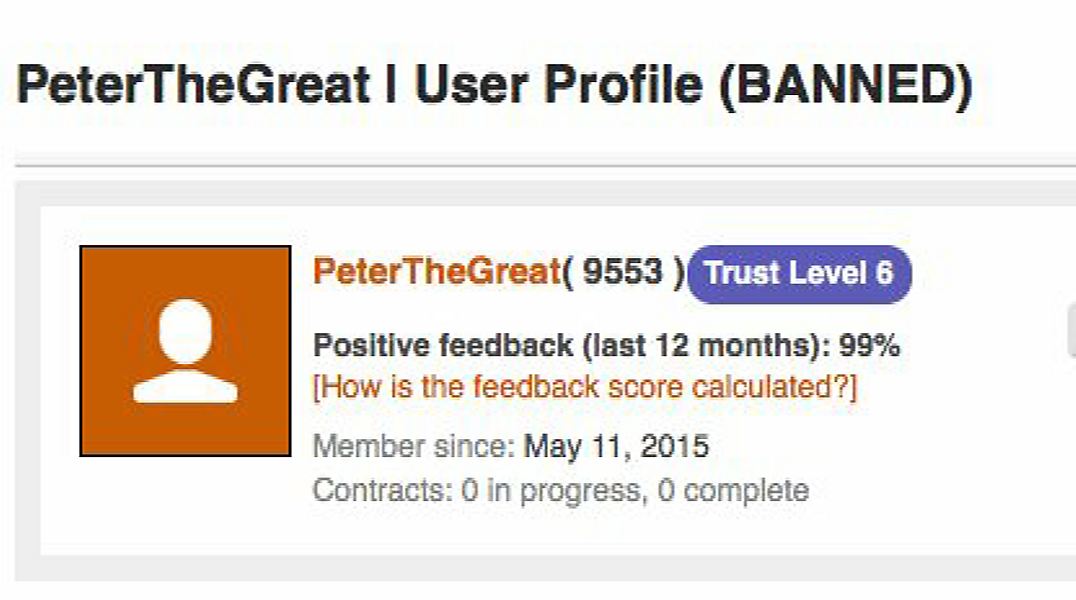 PeterTheGreat | User Profile (BANNED)
PeterTheGreat( 9553 ) Trust Level 6
Positive feedback (last 12 months): 99%
[How is the feedback score calculated?]
Member since: May 11, 2015
Contracts: 0 in progress, 0 complete